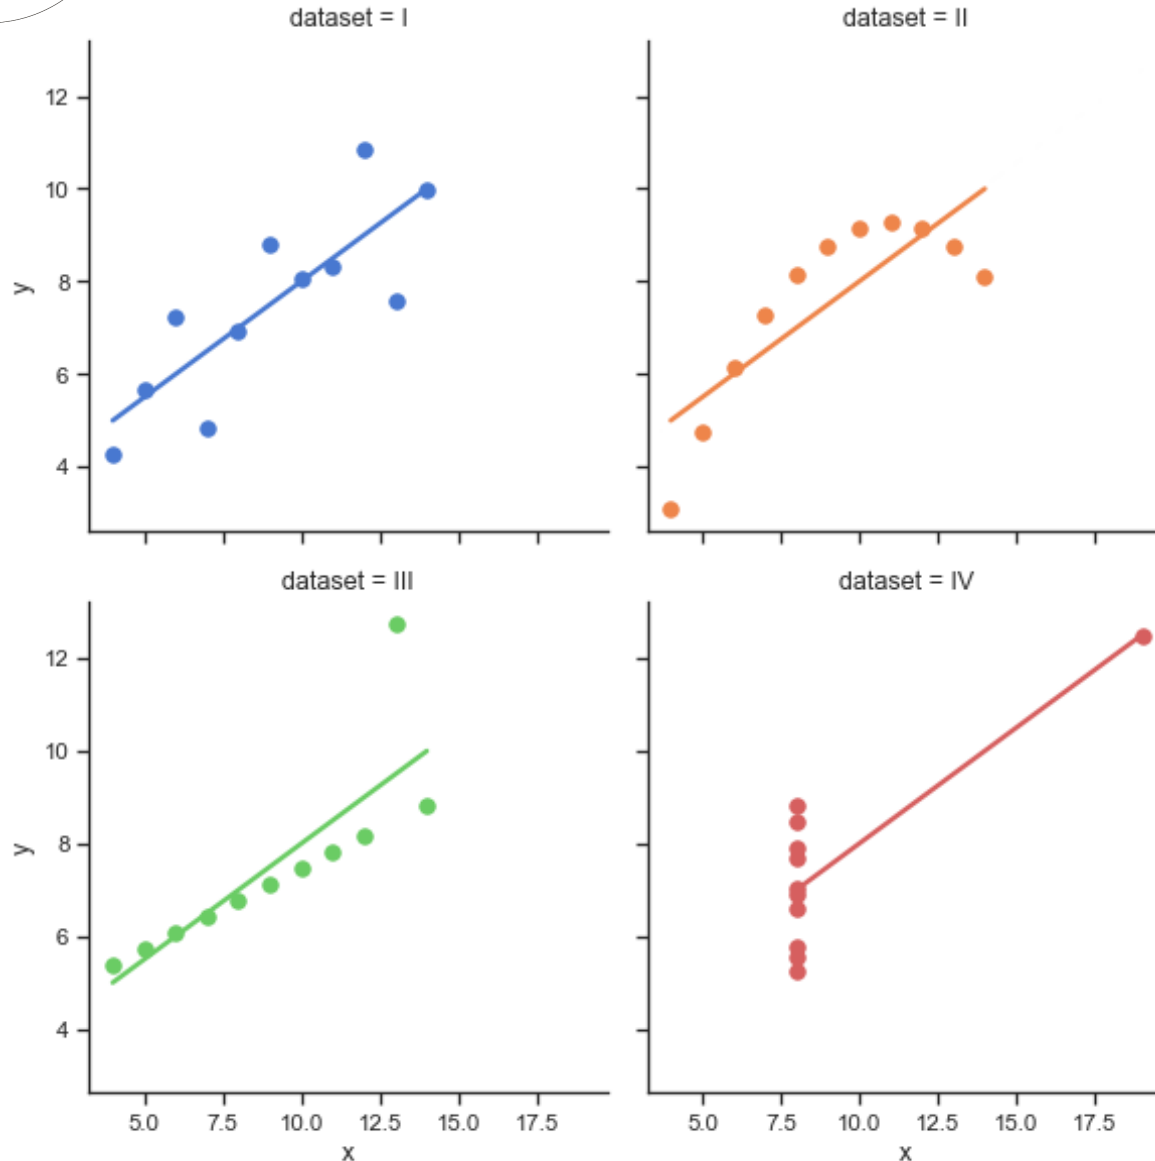 dataset = I
dataset = II
12
10
8
6
4
y
dataset = III
dataset = IV
12
10
8
6
4
y
5.0 7.5 10.0 12.5 15.0 17.5
x
5.0 7.5 10.0 12.5 15.0 17.5
x